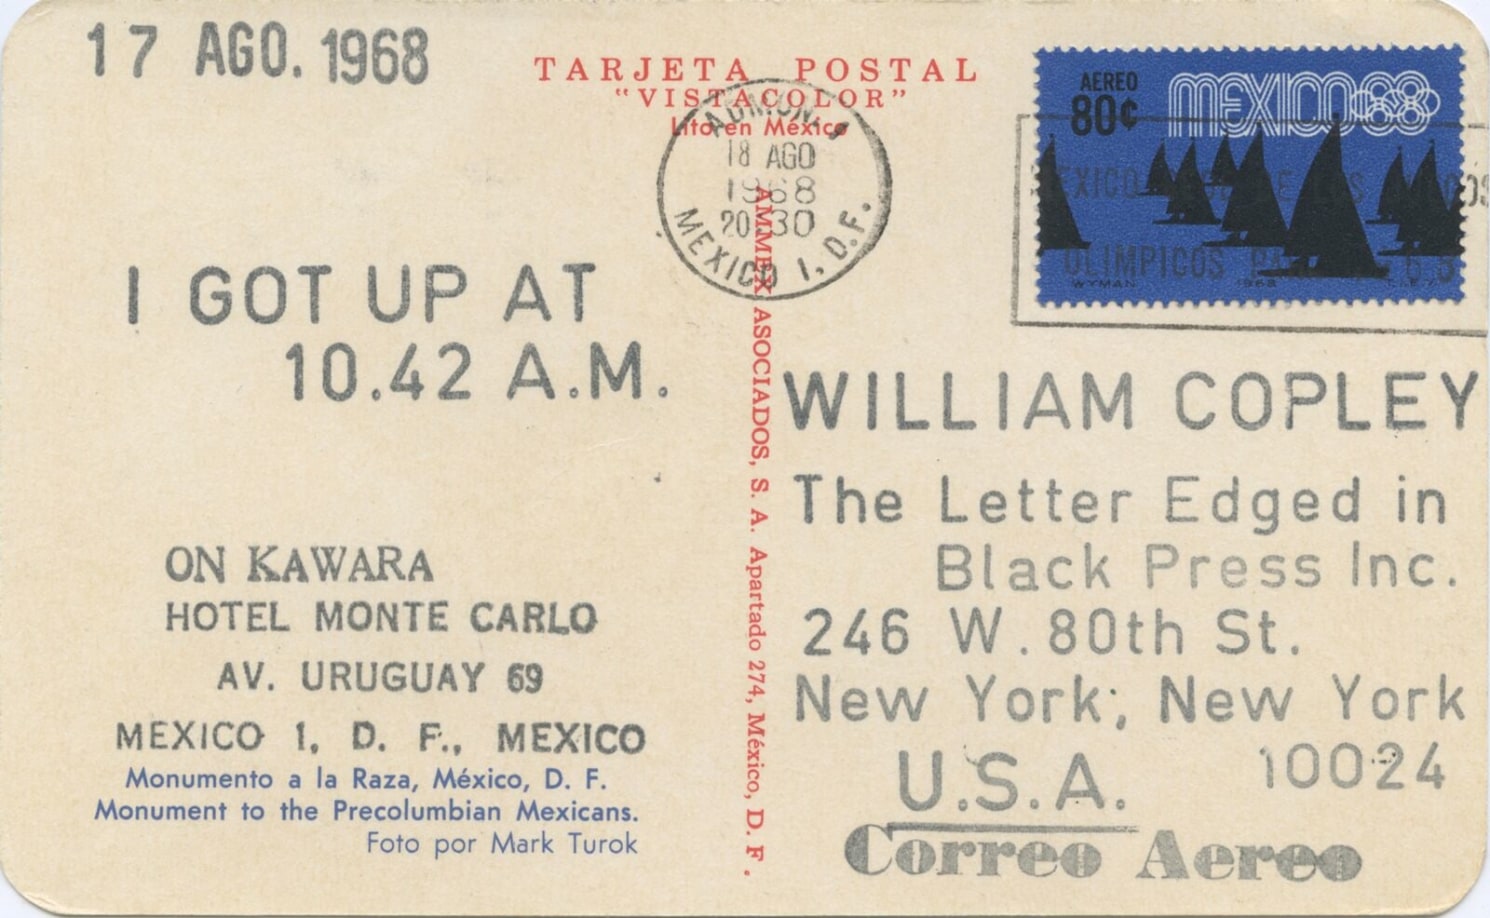 17 AGO. 1968
TARJETA POSTAL
"VISTACOLOR"
Lito en México
ADMON. 1
18 AGO
1968
20 30
MEXICO 1, D.F.
AEREO
80¢
MEXICO68
MEXICO
OLIMPICOS
WYMAN 1968 T.I.E.V.
I GOT UP AT
10.42 A.M.
AMMEX ASOCIADOS, S. A. Apartado 274, México, D. F.
WILLIAM COPLEY
The Letter Edged in
Black Press Inc.
246 W. 80th St.
New York, New York
U.S.A. 10024
Correo Aereo
ON KAWARA
HOTEL MONTE CARLO
AV. URUGUAY 69
MEXICO 1, D. F., MEXICO
Monumento a la Raza, México, D. F.
Monument to the Precolumbian Mexicans.
Foto por Mark Turok